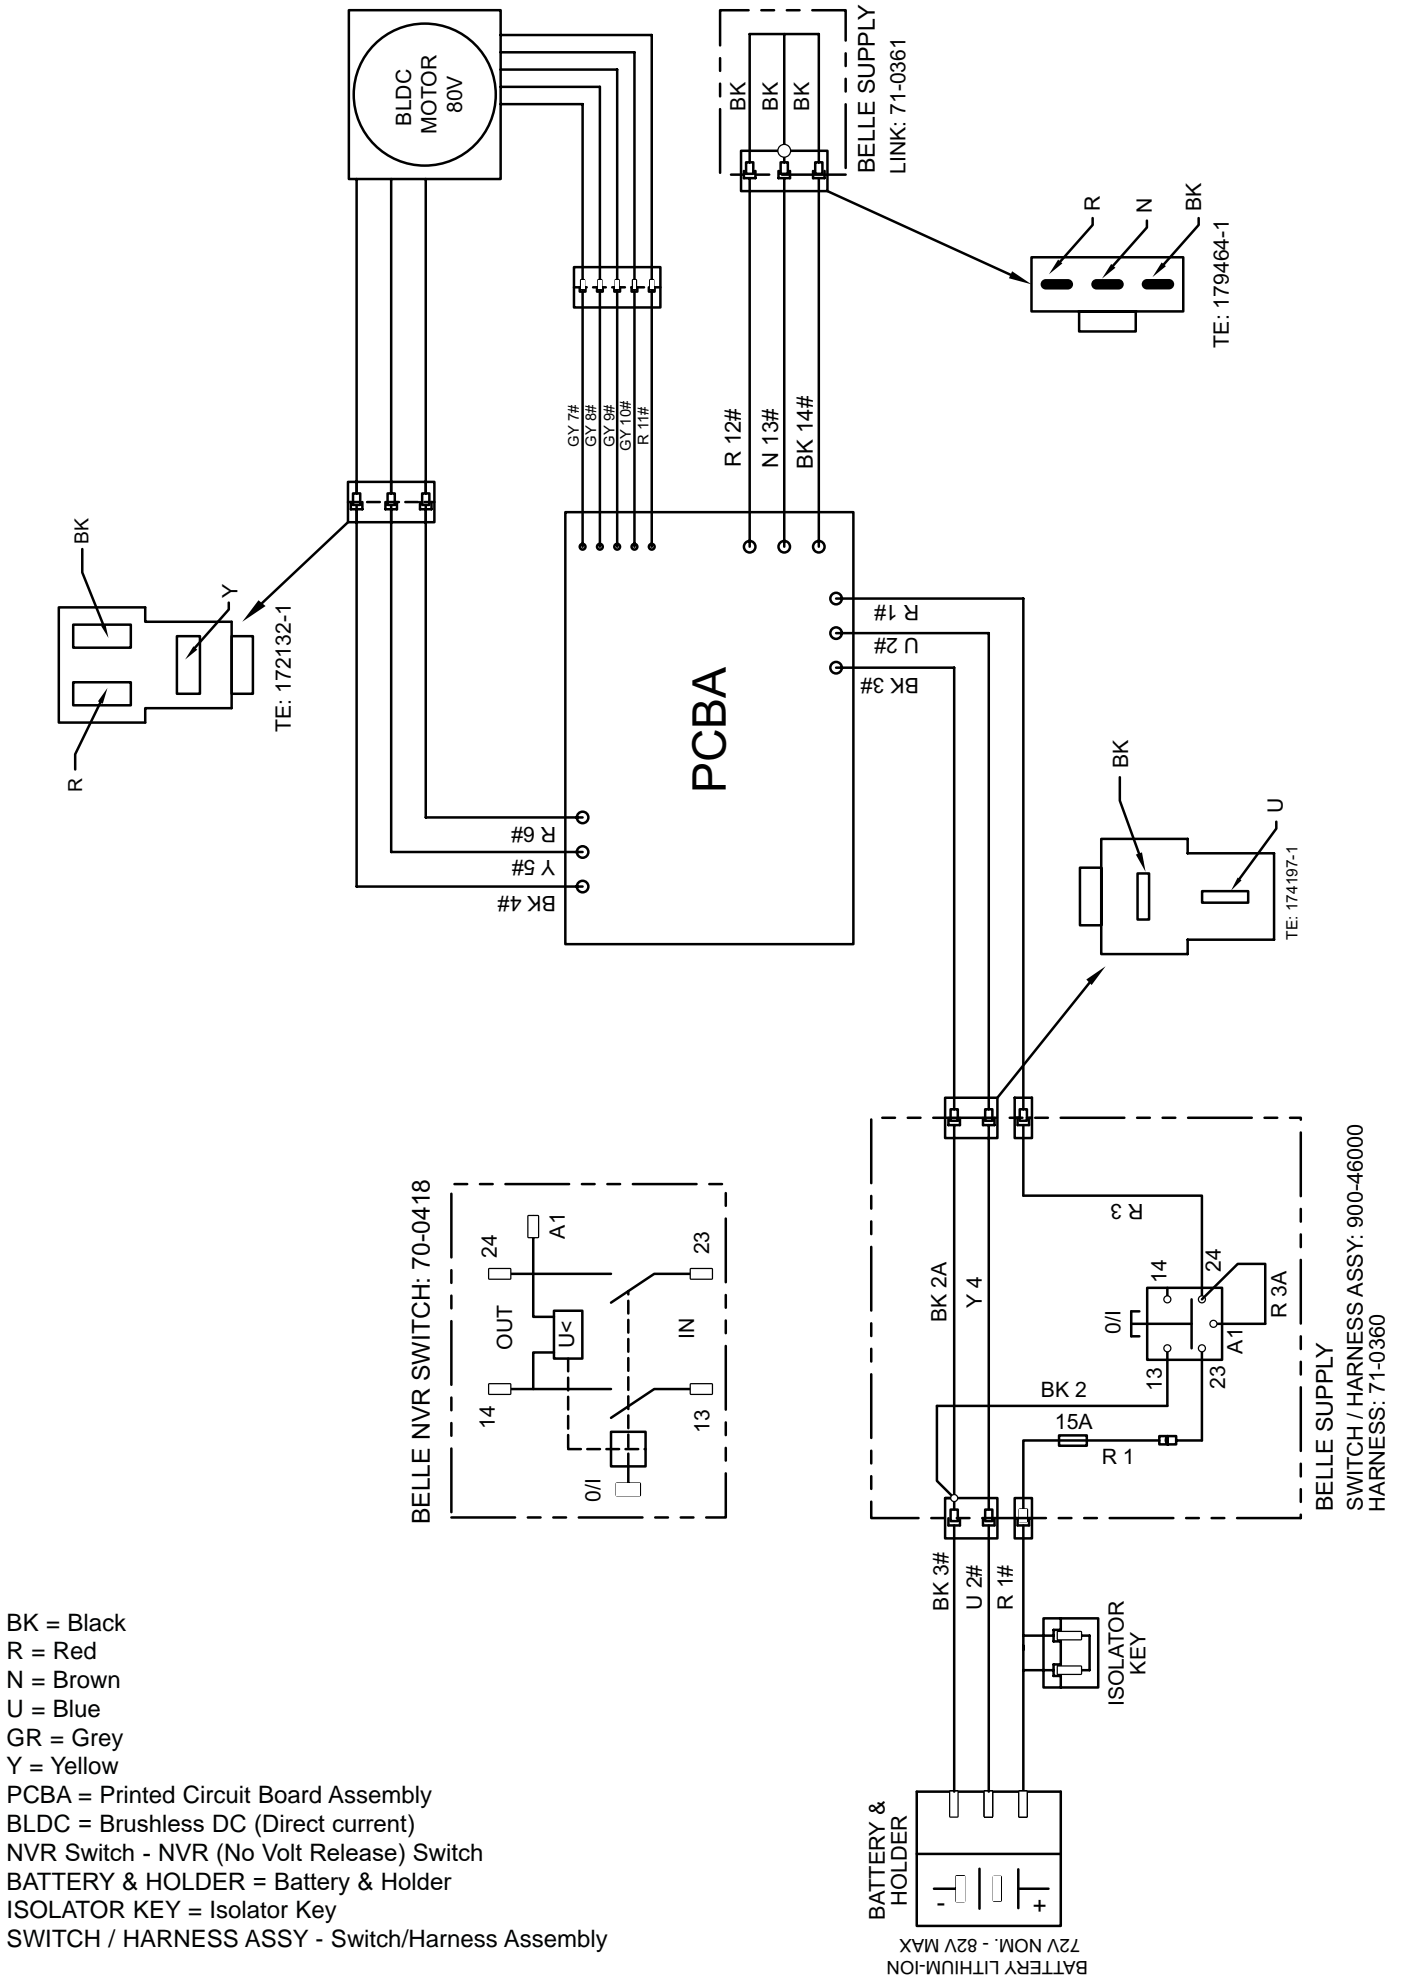 BLDC
MOTOR
80V
BK
BK
BK
BELLE SUPPLY
LINK: 71-0361
R
N
BK
TE: 179464-1
BK
Y
R
TE: 172132-1
GY 7#
GY 8#
GY 9#
GY 10#
R 11#
R 12#
N 13#
BK 14#
PCBA
R 1#
U 2#
BK 3#
R 6#
Y 5#
BK 4#
BK
U
TE: 174197-1
BELLE NVR SWITCH: 70-0418
24
A1
OUT
14
U<
23
IN
13
0/I
BK 2A
Y 4
R 3
0/I
14
24
13
23
A1
R 3A
BK 2
15A
R 1
BELLE SUPPLY
SWITCH / HARNESS ASSY: 900-46000
HARNESS: 71-0360
BK 3#
U 2#
R 1#
ISOLATOR
KEY
BATTERY &
HOLDER
-
+
BATTERY LITHIUM-ION
72V NOM. - 82V MAX
BK = Black
R = Red
N = Brown
U = Blue
GR = Grey
Y = Yellow
PCBA = Printed Circuit Board Assembly
BLDC = Brushless DC (Direct current)
NVR Switch - NVR (No Volt Release) Switch
BATTERY & HOLDER = Battery & Holder
ISOLATOR KEY = Isolator Key
SWITCH / HARNESS ASSY - Switch/Harness Assembly